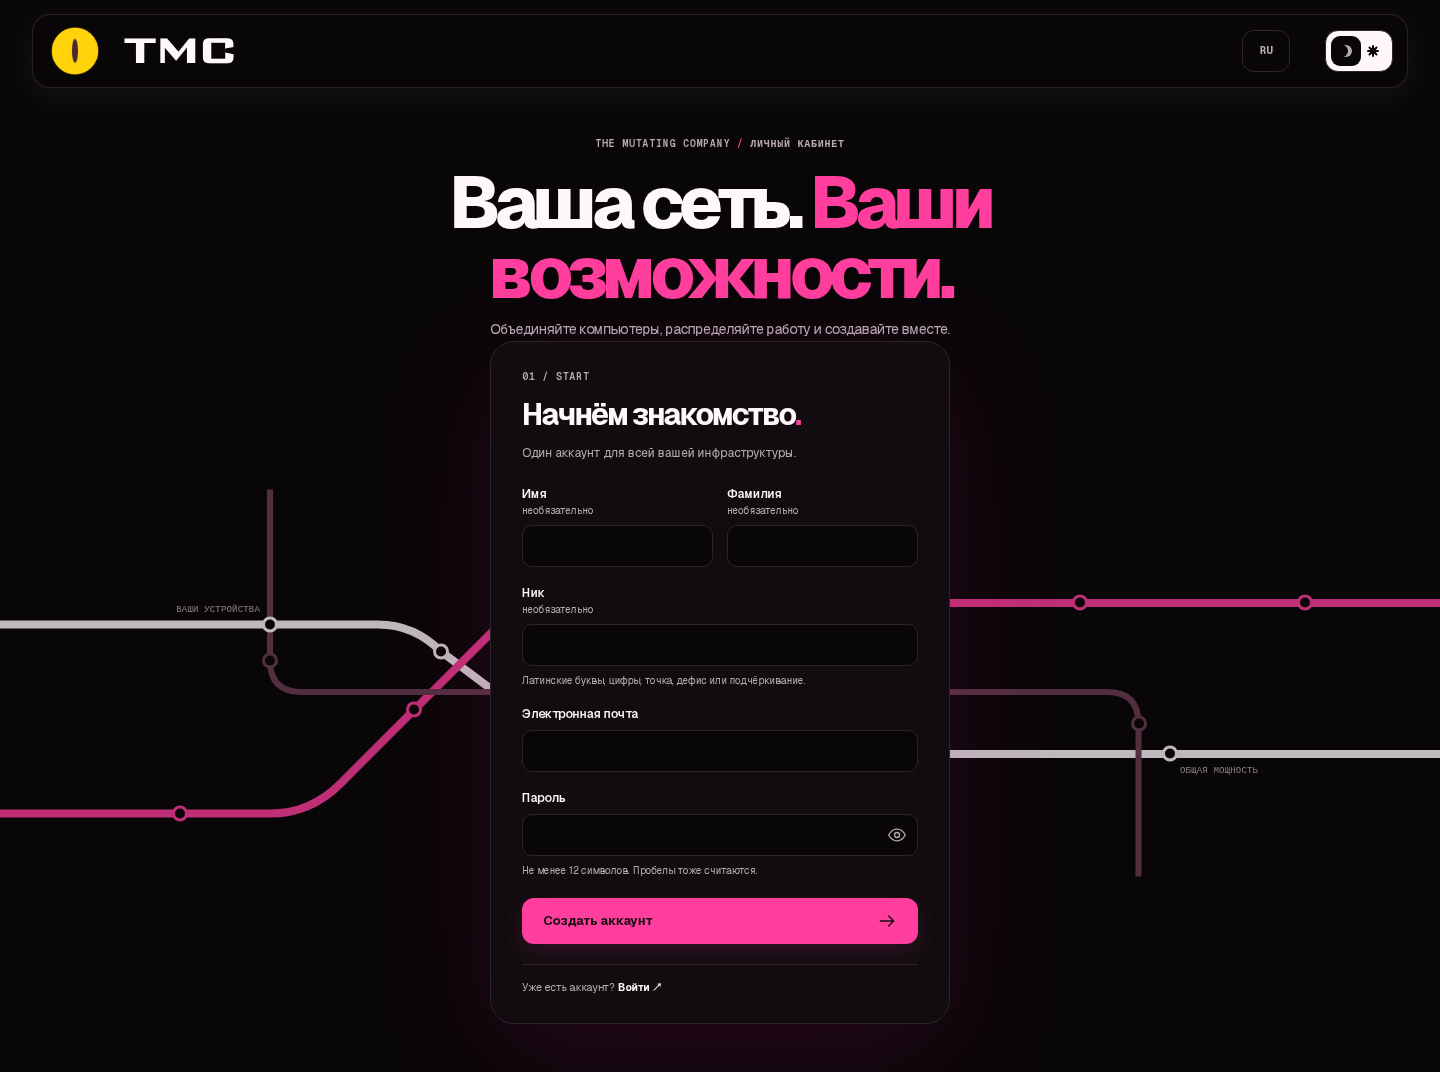 TMC
RU
THE MUTATING COMPANY / ЛИЧНЫЙ КАБИНЕТ
Ваша сеть. Ваши
возможности.
Объединяйте компьютеры, распределяйте работу и создавайте вместе.
01 / START
Начнём знакомство.
Один аккаунт для всей вашей инфраструктуры.
Имя Фамилия
необязательно необязательно
Ник
необязательно
ВАШИ УСТРОЙСТВА
Латинские буквы, цифры, точка, дефис или подчёркивание.
Электронная почта
ОБЩАЯ МОЩНОСТЬ
Пароль
Не менее 12 символов. Пробелы тоже считаются.
Создать аккаунт →
Уже есть аккаунт? Войти ↗